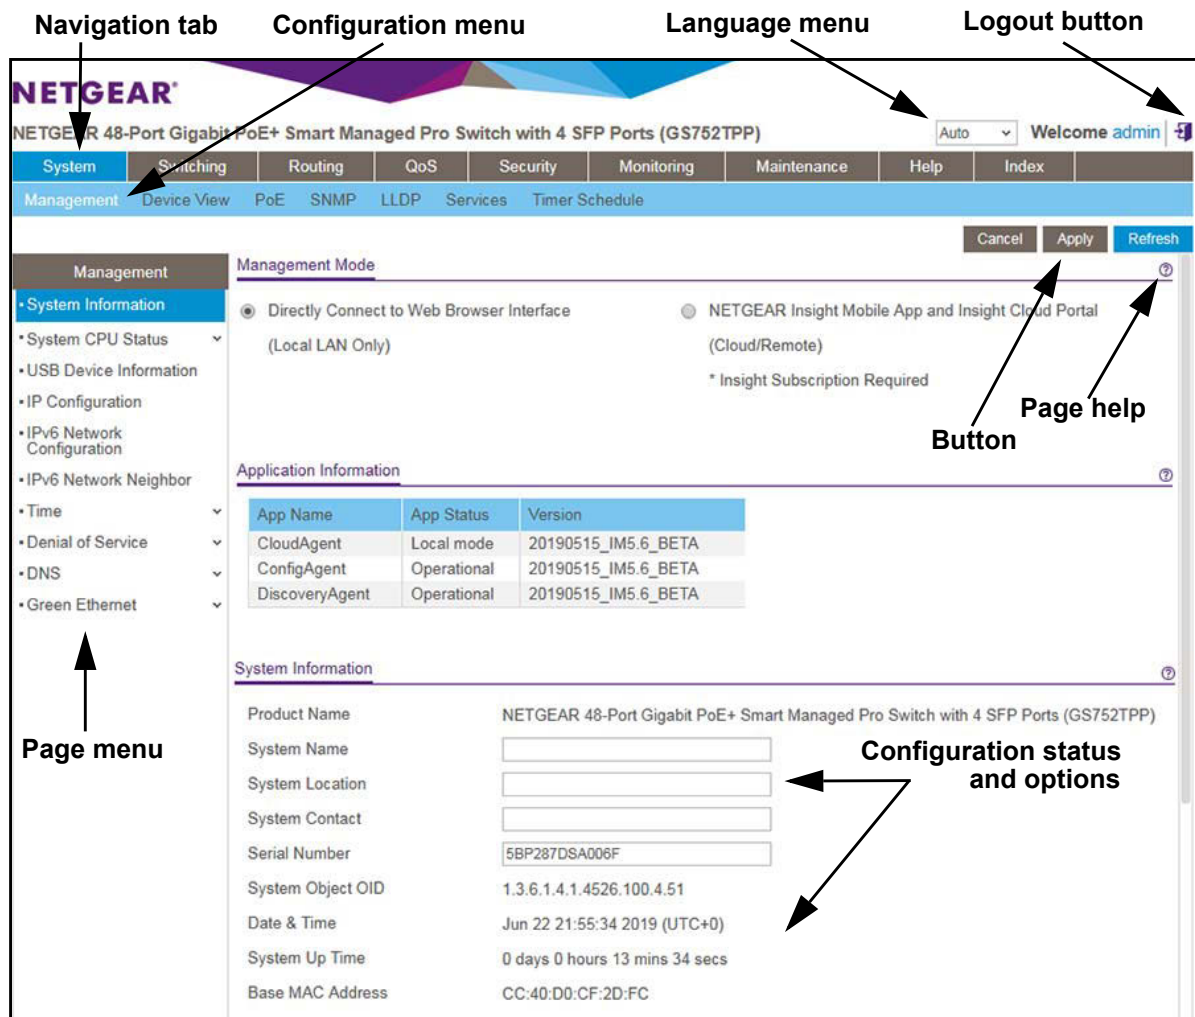 Navigation tab Configuration menu Language menu Logout button
NETGEAR®
NETGEAR 48-Port Gigabit PoE+ Smart Managed Pro Switch with 4 SFP Ports (GS752TPP) Auto Welcome admin
System Switching Routing QoS Security Monitoring Maintenance Help Index
Management Device View PoE SNMP LLDP Services Timer Schedule
Cancel Apply Refresh
Management
• System Information
• System CPU Status
• USB Device Information
• IP Configuration
• IPv6 Network
Configuration
• IPv6 Network Neighbor
• Time
• Denial of Service
• DNS
• Green Ethernet
Page menu
Management Mode
Directly Connect to Web Browser Interface
(Local LAN Only)
NETGEAR Insight Mobile App and Insight Cloud Portal
(Cloud/Remote)
* Insight Subscription Required
Page help
Button
Application Information
App Name App Status Version
CloudAgent Local mode 20190515_IM5.6_BETA
ConfigAgent Operational 20190515_IM5.6_BETA
DiscoveryAgent Operational 20190515_IM5.6_BETA
System Information
Product Name NETGEAR 48-Port Gigabit PoE+ Smart Managed Pro Switch with 4 SFP Ports (GS752TPP)
System Name
System Location
System Contact
Configuration status
and options
Serial Number 5BP287DSA006F
System Object OID 1.3.6.1.4.1.4526.100.4.51
Date & Time Jun 22 21:55:34 2019 (UTC+0)
System Up Time 0 days 0 hours 13 mins 34 secs
Base MAC Address CC:40:D0:CF:2D:FC